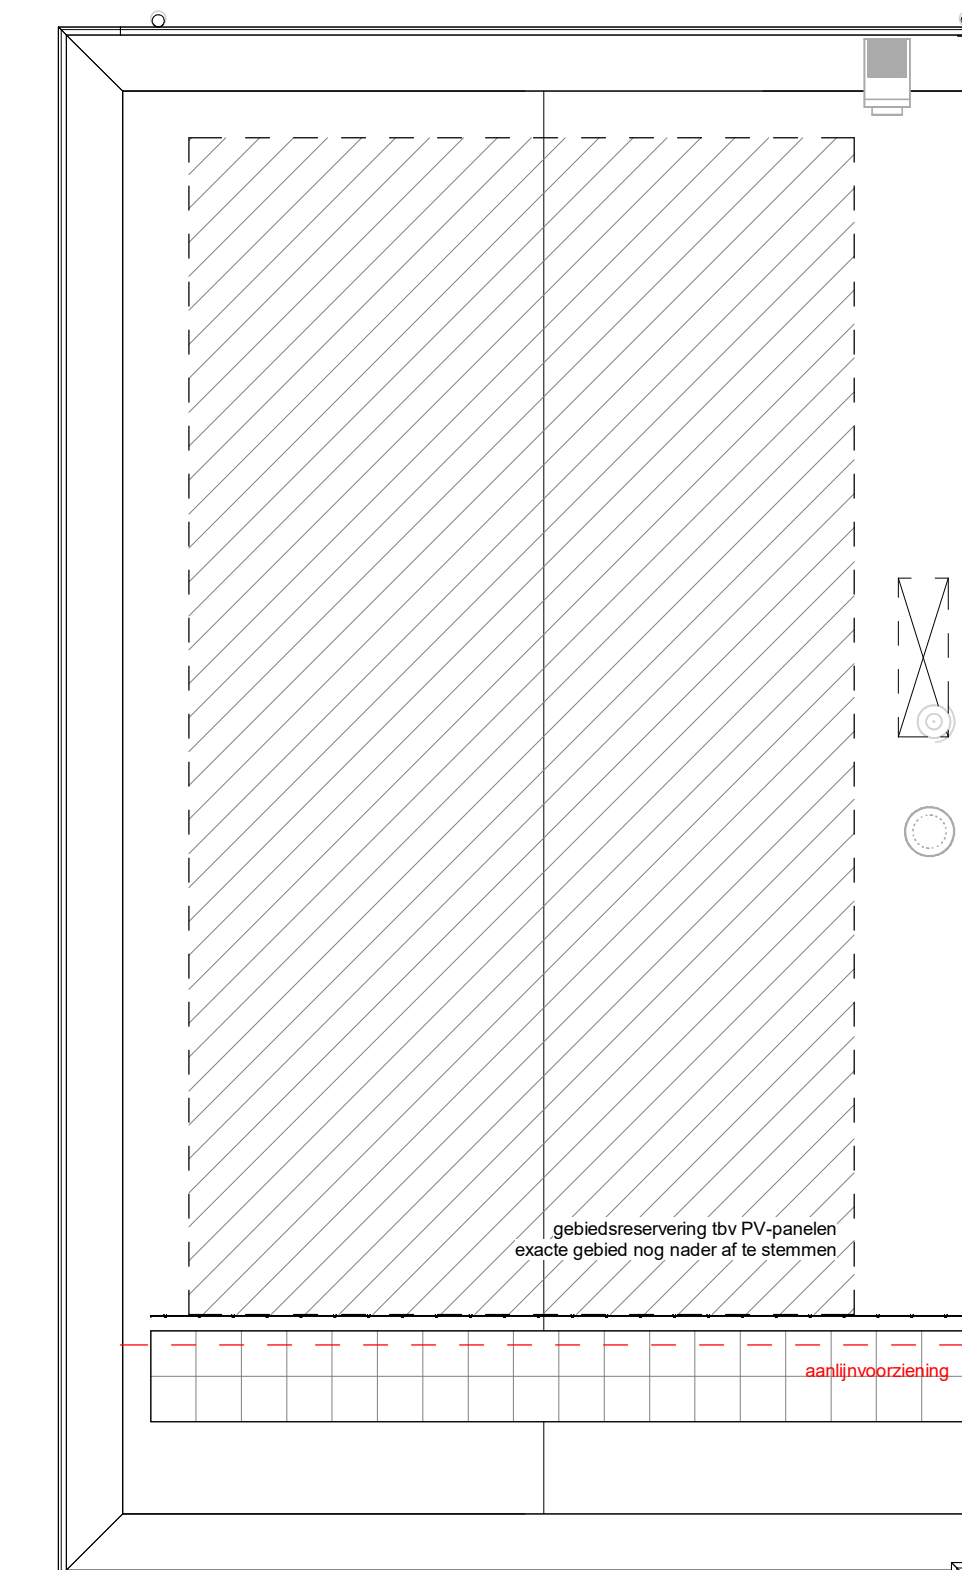 gebiedsreservering tbv PV-panelen
exacte gebied nog nader af te stemmen
aanlijnvoorziening